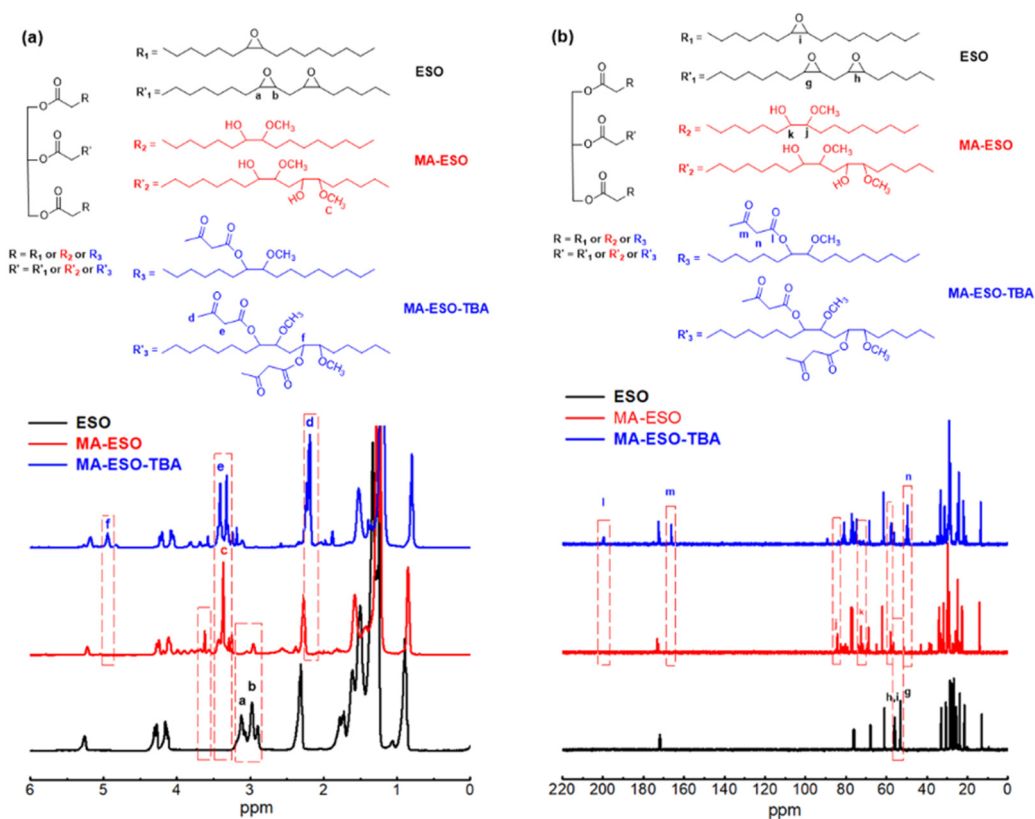 (a)
R1 =
O
ESO
R'1 =
O
O
a
b
O
O
R
HO
OCH3
R2 =
MA-ESO
O
O
R'
HO
OCH3
R'2 =
HO
OCH3
C
O
O
R
R = R1 or R2 or R3
R' = R'1 or R'2 or R'3
O
O
O
OCH3
R3 =
MA-ESO-TBA
O
O
d
e
O
OCH3
f
R'3 =
O
OCH3
O
O
ESO
MA-ESO
MA-ESO-TBA
d
e
f
c
a
b
6
5
4
3
2
1
0
ppm
(b)
R1 =
O
i
ESO
R'1 =
O
O
g
h
O
O
R
HO
OCH3
R2 =
k
j
MA-ESO
O
O
R'
HO
OCH3
R'2 =
HO
OCH3
O
O
R
R = R1 or R2 or R3
R' = R'1 or R'2 or R'3
O
O
m
n
l
O
OCH3
R3 =
MA-ESO-TBA
O
O
O
OCH3
R'3 =
O
OCH3
O
O
ESO
MA-ESO
MA-ESO-TBA
l
m
n
h,i
g
220
200
180
160
140
120
100
80
60
40
20
0
ppm